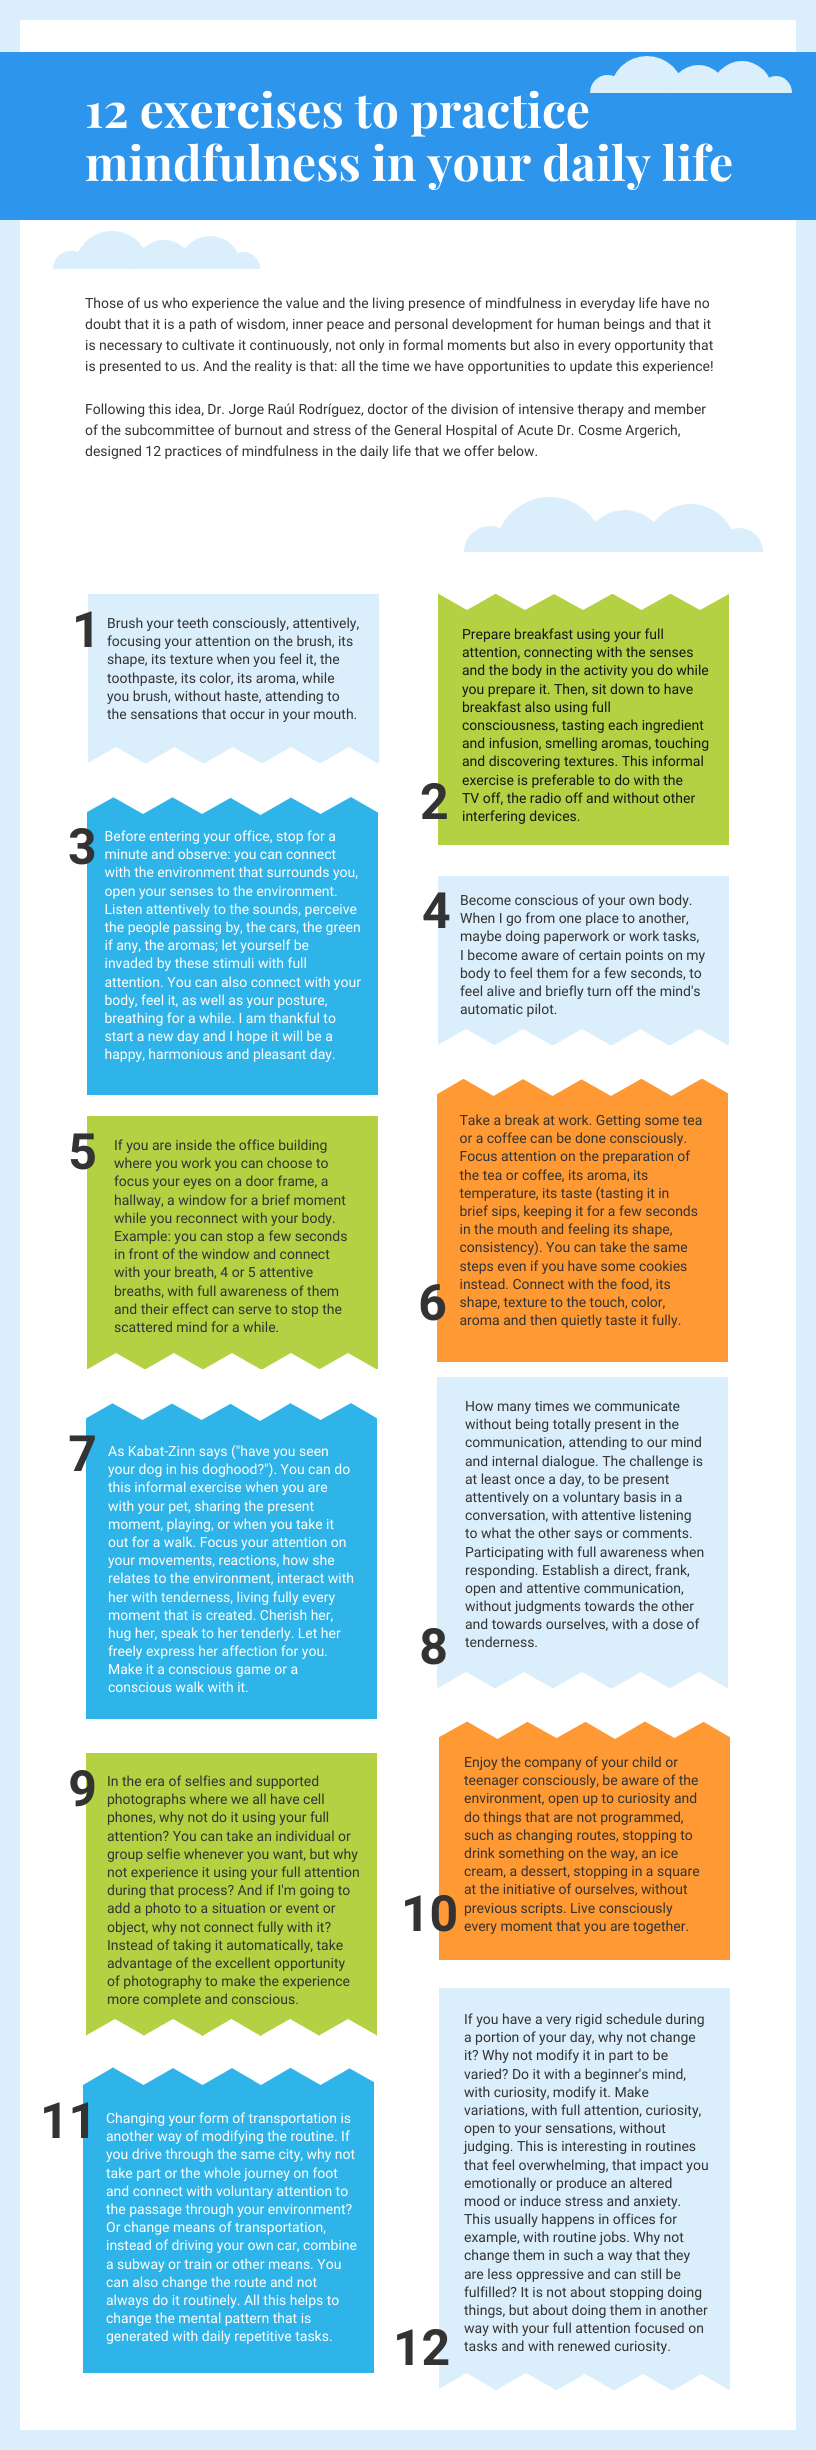 12 exercises to practice
mindfulness in your daily life
Those of us who experience the value and the living presence of mindfulness in everyday life have no
doubt that it is a path of wisdom, inner peace and personal development for human beings and that it
is necessary to cultivate it continuously, not only in formal moments but also in every opportunity that
is presented to us. And the reality is that: all the time we have opportunities to update this experience!
Following this idea, Dr. Jorge Raúl Rodríguez, doctor of the division of intensive therapy and member
of the subcommittee of burnout and stress of the General Hospital of Acute Dr. Cosme Argerich,
designed 12 practices of mindfulness in the daily life that we offer below.
1
Brush your teeth consciously, attentively,
focusing your attention on the brush, its
shape, its texture when you feel it, the
toothpaste, its color, its aroma, while
you brush, without haste, attending to
the sensations that occur in your mouth.
2
Prepare breakfast using your full
attention, connecting with the senses
and the body in the activity you do while
you prepare it. Then, sit down to have
breakfast also using full
consciousness, tasting each ingredient
and infusion, smelling aromas, touching
and discovering textures. This informal
exercise is preferable to do with the
TV off, the radio off and without other
interfering devices.
3
Before entering your office, stop for a
minute and observe: you can connect
with the environment that surrounds you,
open your senses to the environment.
Listen attentively to the sounds, perceive
the people passing by, the cars, the green
if any, the aromas; let yourself be
invaded by these stimuli with full
attention. You can also connect with your
body, feel it, as well as your posture,
breathing for a while. I am thankful to
start a new day and I hope it will be a
happy, harmonious and pleasant day.
4
Become conscious of your own body.
When I go from one place to another,
maybe doing paperwork or work tasks,
I become aware of certain points on my
body to feel them for a few seconds, to
feel alive and briefly turn off the mind's
automatic pilot.
5
If you are inside the office building
where you work you can choose to
focus your eyes on a door frame, a
hallway, a window for a brief moment
while you reconnect with your body.
Example: you can stop a few seconds
in front of the window and connect
with your breath, 4 or 5 attentive
breaths, with full awareness of them
and their effect can serve to stop the
scattered mind for a while.
6
Take a break at work. Getting some tea
or a coffee can be done consciously.
Focus attention on the preparation of
the tea or coffee, its aroma, its
temperature, its taste (tasting it in
brief sips, keeping it for a few seconds
in the mouth and feeling its shape,
consistency). You can take the same
steps even if you have some cookies
instead. Connect with the food, its
shape, texture to the touch, color,
aroma and then quietly taste it fully.
7
As Kabat-Zinn says ("have you seen
your dog in his doghood?"). You can do
this informal exercise when you are
with your pet, sharing the present
moment, playing, or when you take it
out for a walk. Focus your attention on
your movements, reactions, how she
relates to the environment, interact with
her with tenderness, living fully every
moment that is created. Cherish her,
hug her, speak to her tenderly. Let her
freely express her affection for you.
Make it a conscious game or a
conscious walk with it.
8
How many times we communicate
without being totally present in the
communication, attending to our mind
and internal dialogue. The challenge is
at least once a day, to be present
attentively on a voluntary basis in a
conversation, with attentive listening
to what the other says or comments.
Participating with full awareness when
responding. Establish a direct, frank,
open and attentive communication,
without judgments towards the other
and towards ourselves, with a dose of
tenderness.
9
In the era of selfies and supported
photographs where we all have cell
phones, why not do it using your full
attention? You can take an individual or
group selfie whenever you want, but why
not experience it using your full attention
during that process? And if I'm going to
add a photo to a situation or event or
object, why not connect fully with it?
Instead of taking it automatically, take
advantage of the excellent opportunity
of photography to make the experience
more complete and conscious.
10
Enjoy the company of your child or
teenager consciously, be aware of the
environment, open up to curiosity and
do things that are not programmed,
such as changing routes, stopping to
drink something on the way, an ice
cream, a dessert, stopping in a square
at the initiative of ourselves, without
previous scripts. Live consciously
every moment that you are together.
11
Changing your form of transportation is
another way of modifying the routine. If
you drive through the same city, why not
take part or the whole journey on foot
and connect with voluntary attention to
the passage through your environment?
Or change means of transportation,
instead of driving your own car, combine
a subway or train or other means. You
can also change the route and not
always do it routinely. All this helps to
change the mental pattern that is
generated with daily repetitive tasks.
12
If you have a very rigid schedule during
a portion of your day, why not change
it? Why not modify it in part to be
varied? Do it with a beginner's mind,
with curiosity, modify it. Make
variations, with full attention, curiosity,
open to your sensations, without
judging. This is interesting in routines
that feel overwhelming, that impact you
emotionally or produce an altered
mood or induce stress and anxiety.
This usually happens in offices for
example, with routine jobs. Why not
change them in such a way that they
are less oppressive and can still be
fulfilled? It is not about stopping doing
things, but about doing them in another
way with your full attention focused on
tasks and with renewed curiosity.